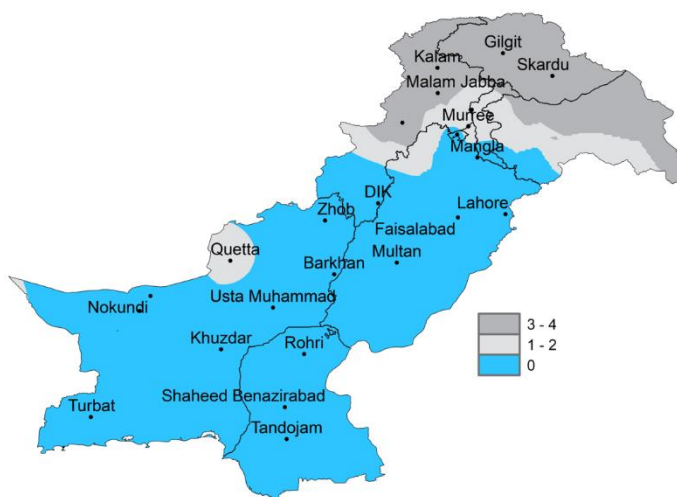 Gilgit
Kalam
Skardu
Malam Jabba
Murree
Mangla
DIK
Zhob
Lahore
Faisalabad
Quetta
Multan
Barkhan
Nokundi
Usta Muhammad
3 - 4
1 - 2
0
Khuzdar
Rohri
Shaheed Benazirabad
Turbat
Tandojam